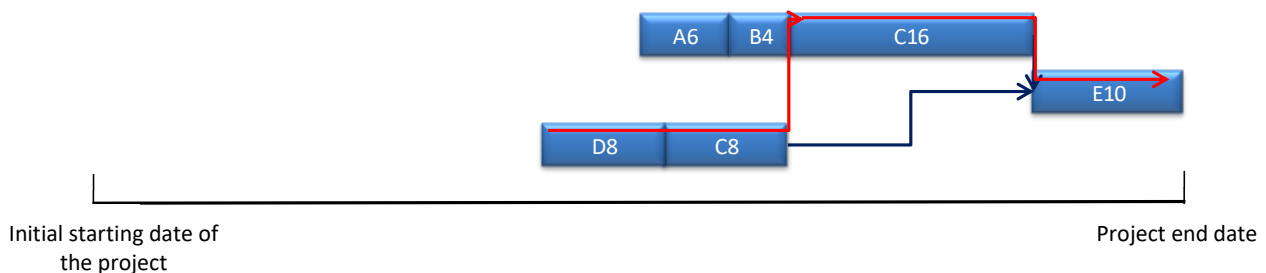 A6 B4 C16
E10
D8 C8
Initial starting date of
the project
Project end date